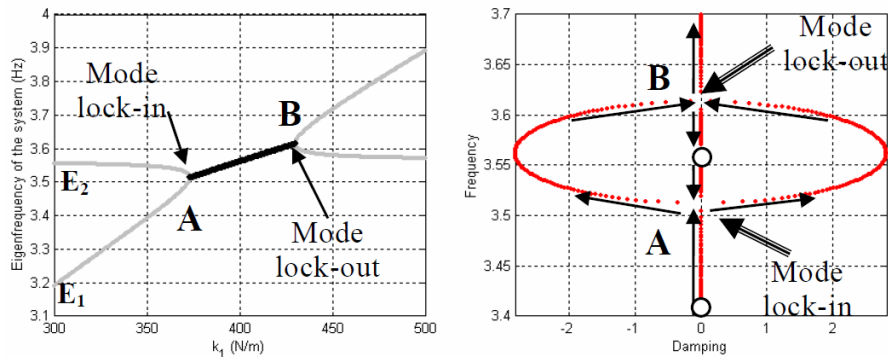 4
3.9
3.8
3.7
3.6
3.5
3.4
3.3
3.2
3.1
300
350
400
450
500
Eigenfrequency of the system (Hz)
k1 (N/m)
Mode
lock-in
B
E2
A
E1
Mode
lock-out
3.7
3.65
3.6
3.55
3.5
3.45
3.4
-2
-1
0
1
2
Frequency
Damping
Mode
lock-out
B
A
Mode
lock-in